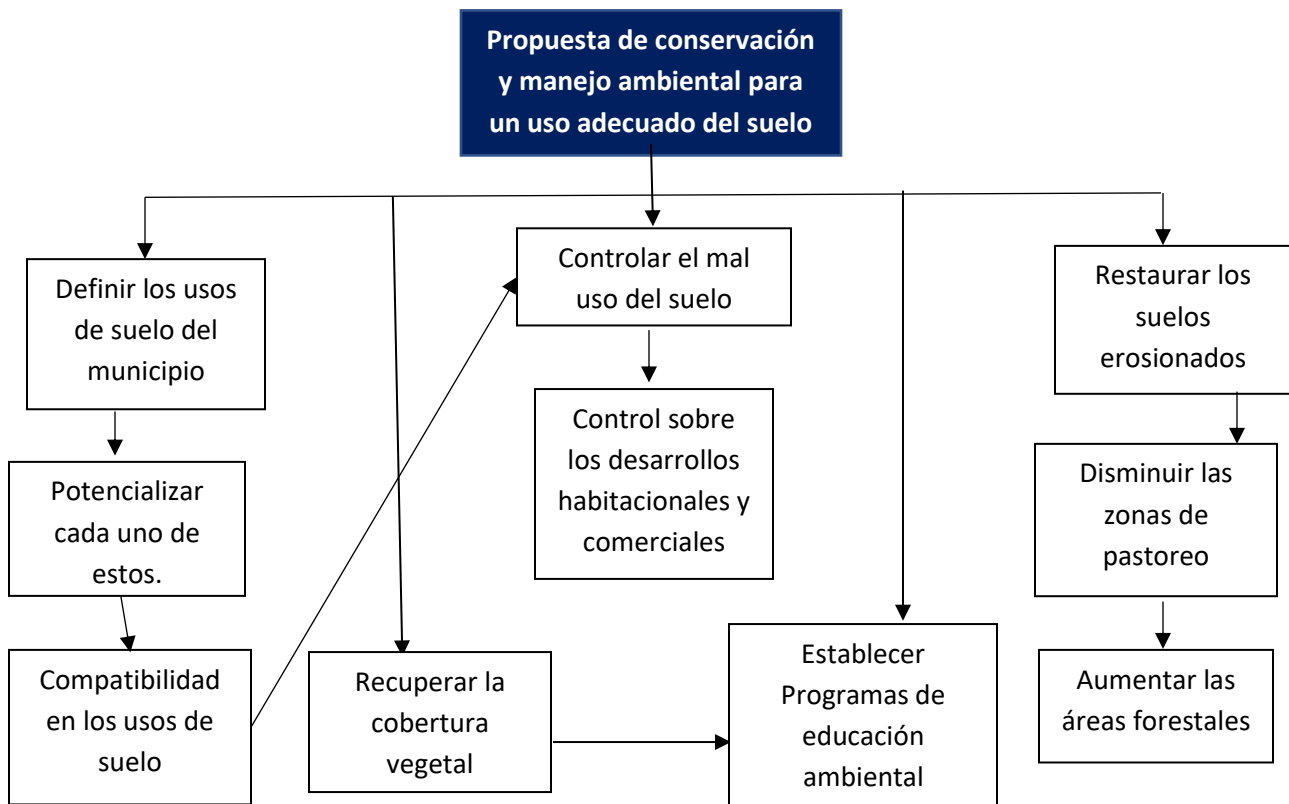 Propuesta de conservación
y manejo ambiental para
un uso adecuado del suelo
Definir los usos
de suelo del
municipio
Potencializar
cada uno de
estos.
Compatibilidad
en los usos de
suelo
Controlar el mal
uso del suelo
Control sobre
los desarrollos
habitacionales y
comerciales
Recuperar la
cobertura
vegetal
Establecer
Programas de
educación
ambiental
Restaurar los
suelos
erosionados
Disminuir las
zonas de
pastoreo
Aumentar las
áreas forestales